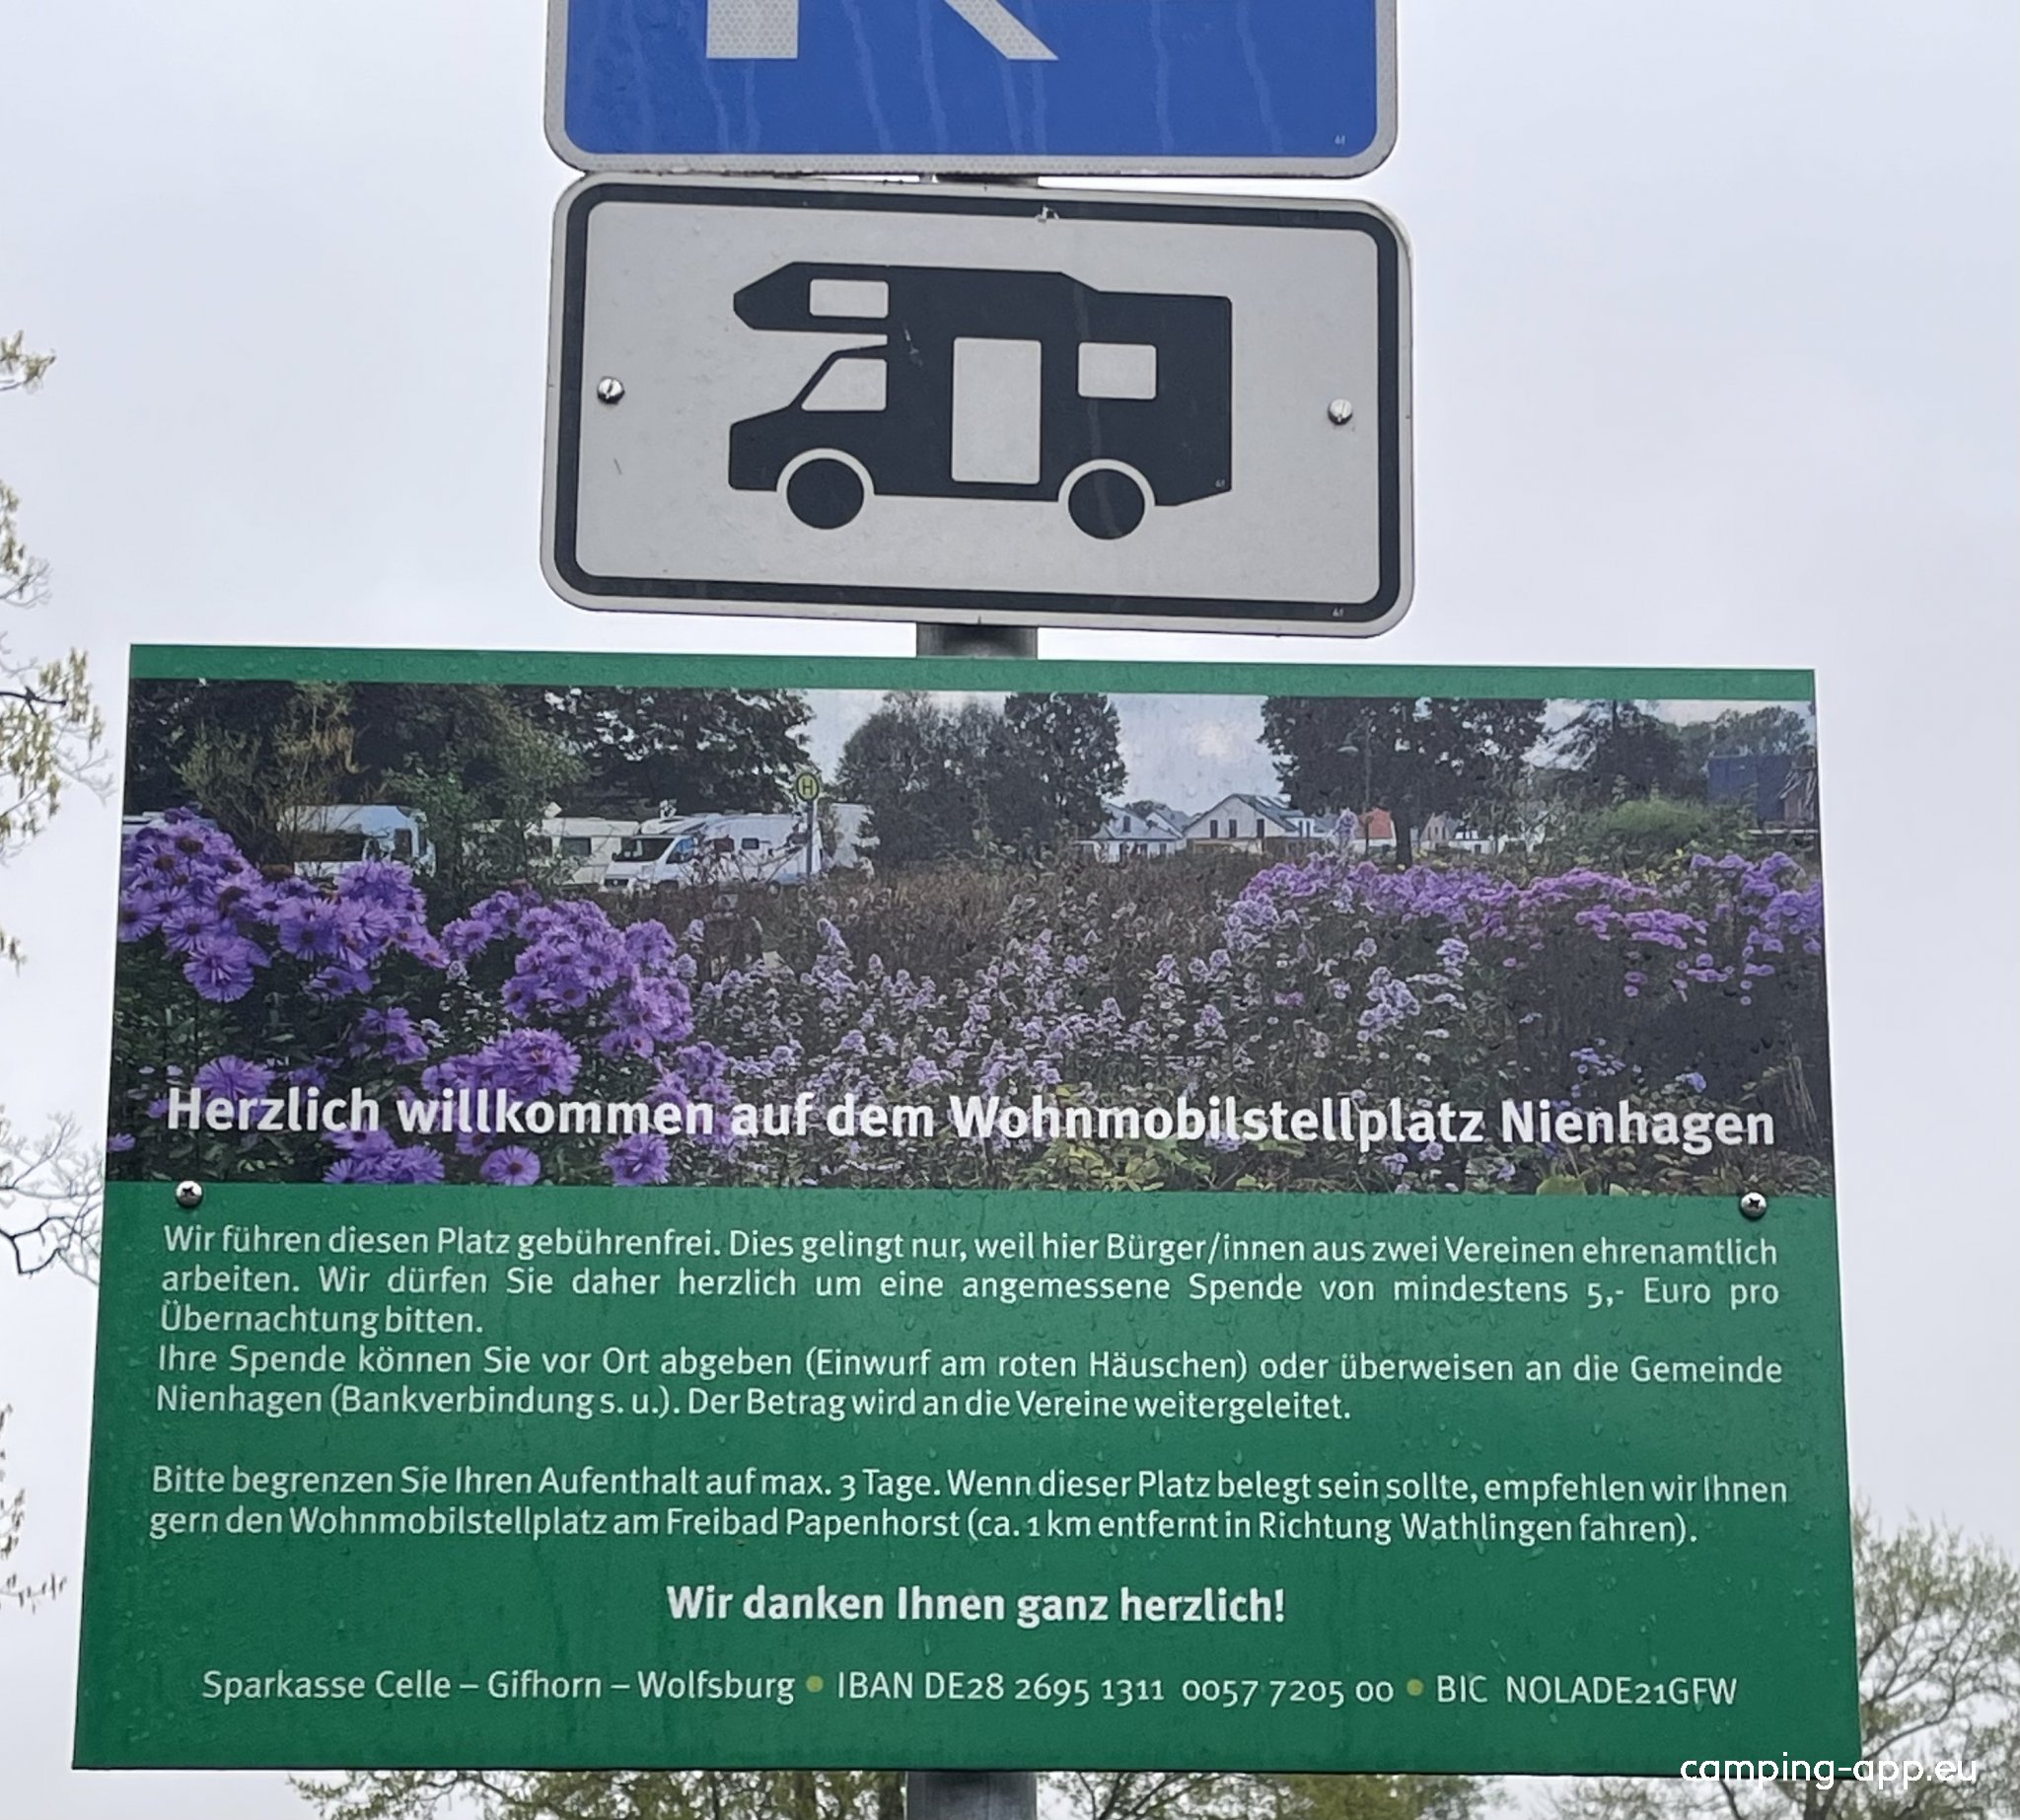 H
Herzlich willkommen auf dem Wohnmobilstellplatz Nienhagen
Wir führen diesen Platz gebührenfrei. Dies gelingt nur, weil hier Bürger/innen aus zwei Vereinen ehrenamtlich
arbeiten. Wir dürfen Sie daher herzlich um eine angemessene Spende von mindestens 5,- Euro pro
Übernachtung bitten.
Ihre Spende können Sie vor Ort abgeben (Einwurf am roten Häuschen) oder überweisen an die Gemeinde
Nienhagen (Bankverbindung s. u.). Der Betrag wird an die Vereine weitergeleitet.
Bitte begrenzen Sie Ihren Aufenthalt auf max. 3 Tage. Wenn dieser Platz belegt sein sollte, empfehlen wir Ihnen
gern den Wohnmobilstellplatz am Freibad Papenhorst (ca. 1 km entfernt in Richtung Wathlingen fahren).
Wir danken Ihnen ganz herzlich!
Sparkasse Celle – Gifhorn – Wolfsburg • IBAN DE28 2695 1311 0057 7205 00 • BIC NOLADE21GFW
camping-app.eu